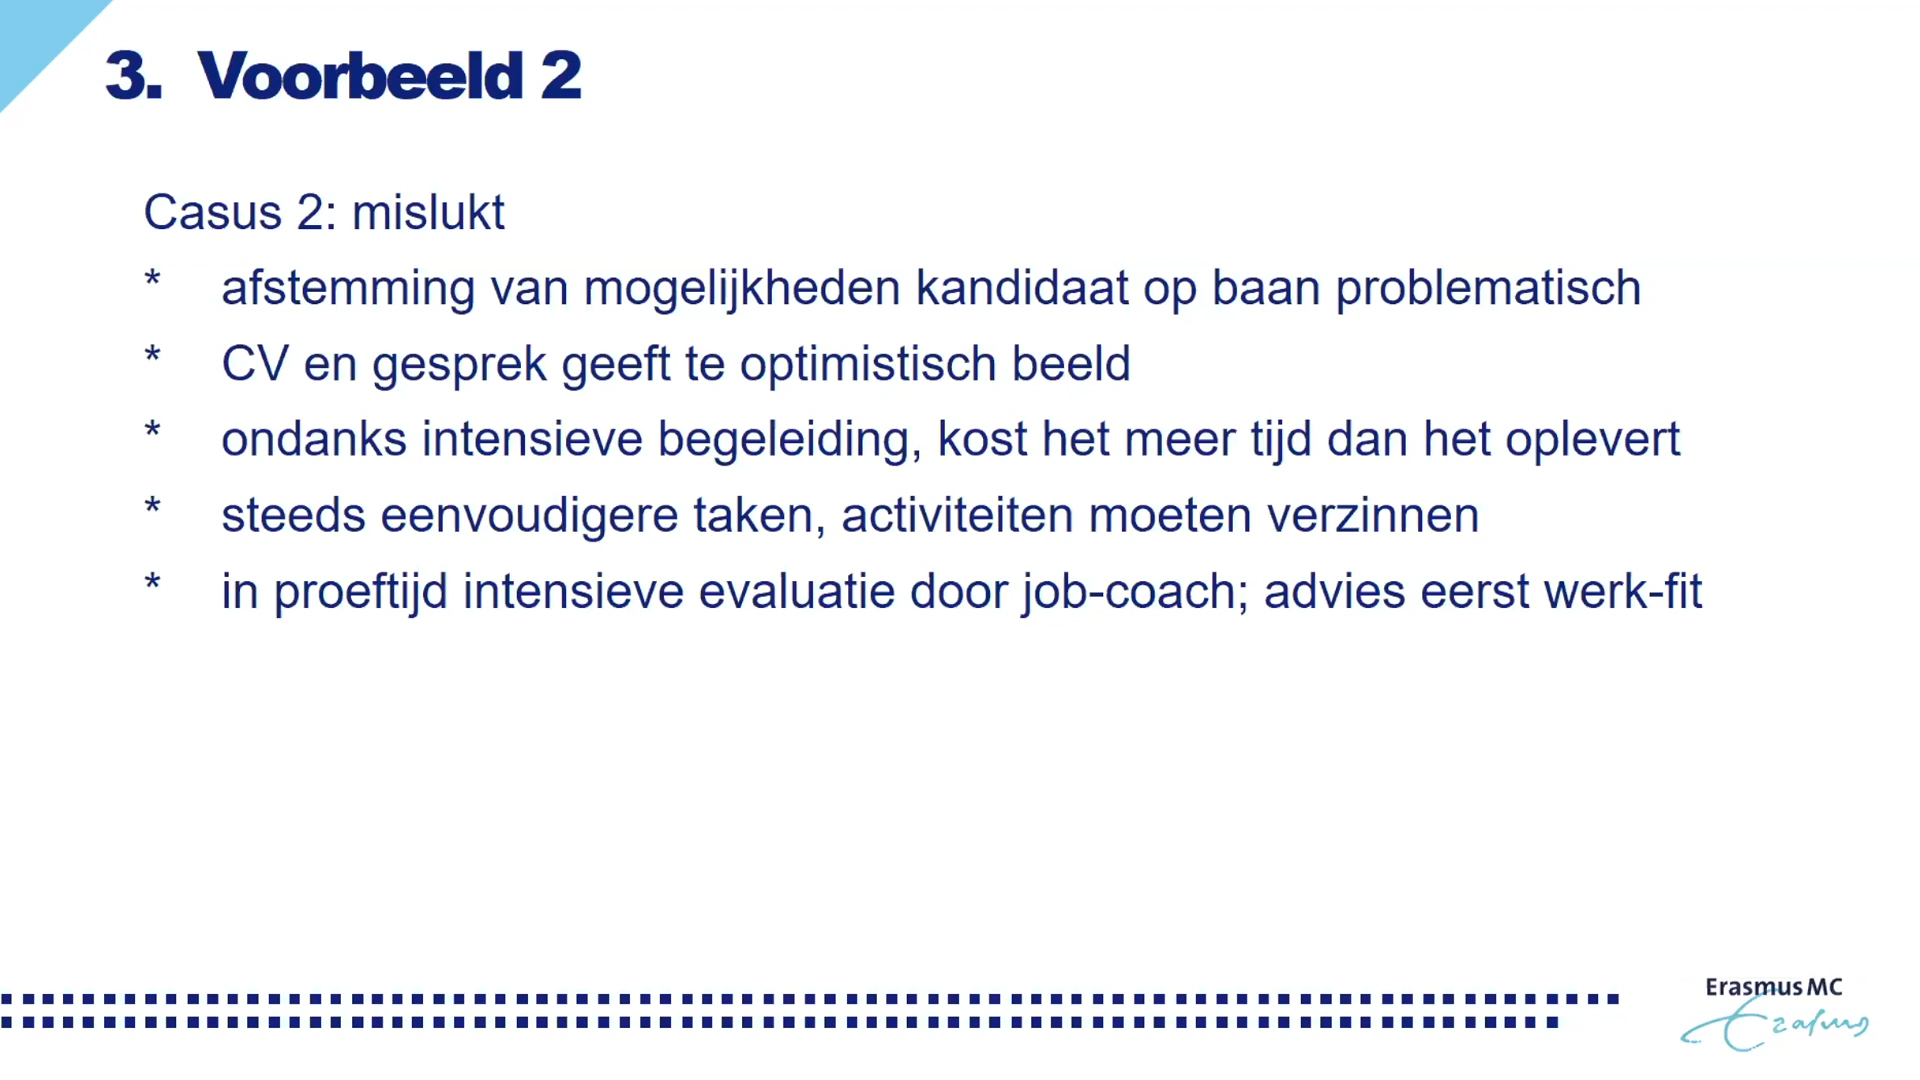 3. Voorbeeld 2
Casus 2: mislukt
* afstemming van mogelijkheden kandidaat op baan problematisch
* CV en gesprek geeft te optimistisch beeld
* ondanks intensieve begeleiding, kost het meer tijd dan het oplevert
* steeds eenvoudigere taken, activiteiten moeten verzinnen
* in proeftijd intensieve evaluatie door job-coach; advies eerst werk-fit
Erasmus MC
Erasmus